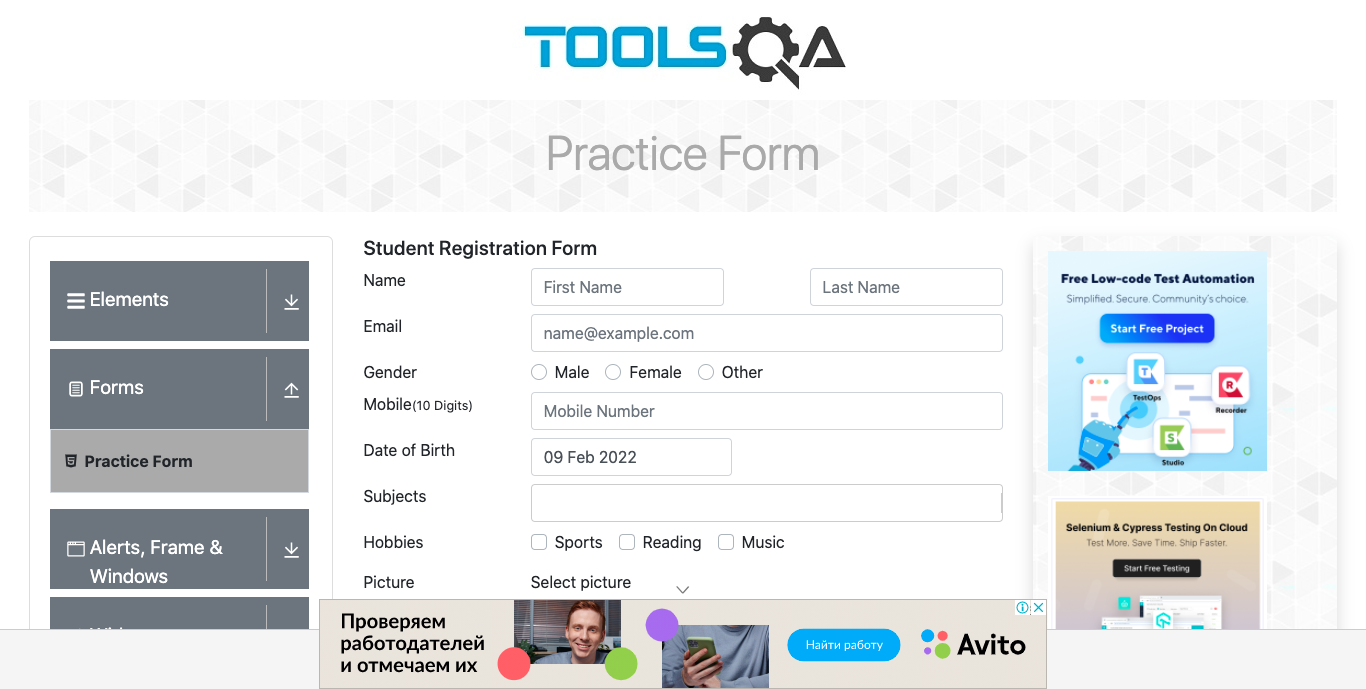 TOOLSQA
Practice Form
Elements
Forms
Practice Form
Alerts, Frame &
Windows
Student Registration Form
Name
First Name
Last Name
Email
name@example.com
Gender
Male
Female
Other
Mobile(10 Digits)
Mobile Number
Date of Birth
09 Feb 2022
Subjects
Hobbies
Sports
Reading
Music
Picture
Select picture
Free Low-code Test Automation
Simplified. Secure. Community's choice.
Start Free Project
TestOps
Recorder
Studio
Selenium & Cypress Testing On Cloud
Test More. Save Time. Ship Faster.
Start Free Testing
Проверяем
работодателей
и отмечаем их
Найти работу
Avito